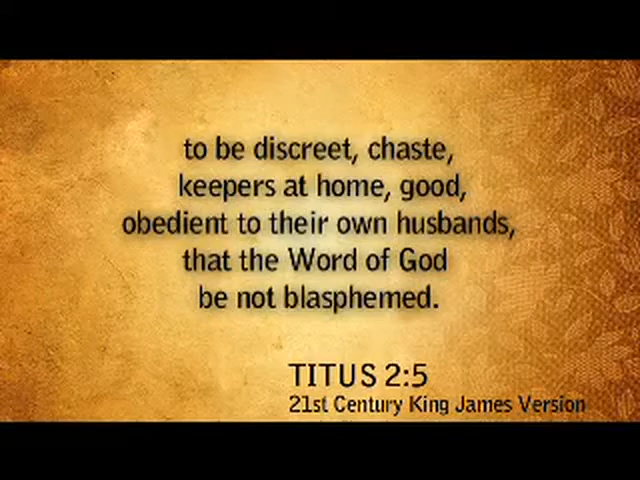 to be discreet, chaste,
keepers at home, good,
obedient to their own husbands,
that the Word of God
be not blasphemed.
TITUS 2:5
21st Century King James Version